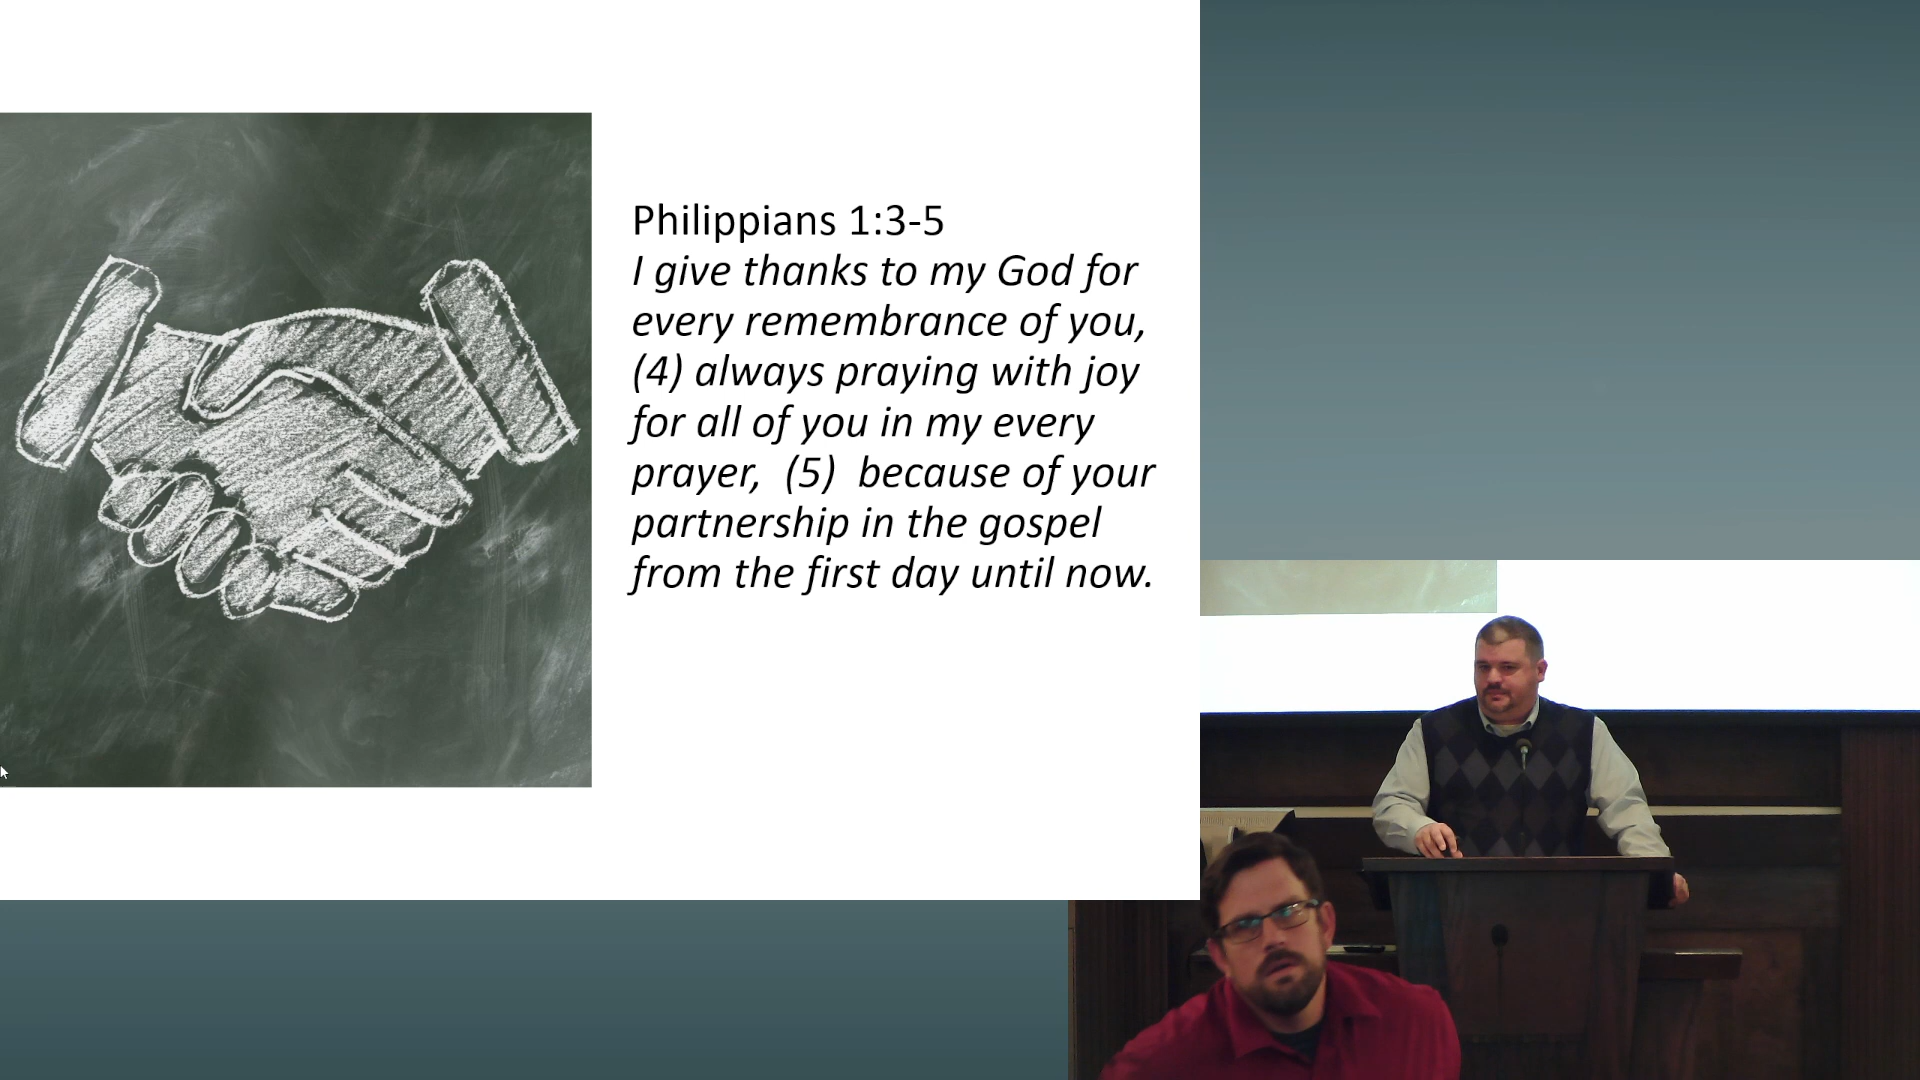 Philippians 1:3-5
I give thanks to my God for
every remembrance of you,
(4) always praying with joy
for all of you in my every
prayer, (5) because of your
partnership in the gospel
from the first day until now.